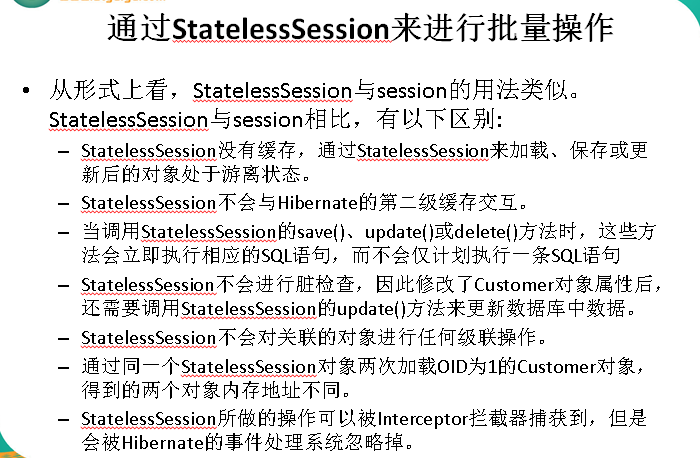 通过StatelessSession来进行批量操作
• 从形式上看，StatelessSession与session的用法类似。
StatelessSession与session相比，有以下区别:
– StatelessSession没有缓存，通过StatelessSession来加载、保存或更
新后的对象处于游离状态。
– StatelessSession不会与Hibernate的第二级缓存交互。
– 当调用StatelessSession的save()、update()或delete()方法时，这些方
法会立即执行相应的SQL语句，而不会仅计划执行一条SQL语句
– StatelessSession不会进行脏检查，因此修改了Customer对象属性后，
还需要调用StatelessSession的update()方法来更新数据库中数据。
– StatelessSession不会对关联的对象进行任何级联操作。
– 通过同一个StatelessSession对象两次加载OID为1的Customer对象，
得到的两个对象内存地址不同。
– StatelessSession所做的操作可以被Interceptor拦截器捕获到，但是
会被Hibernate的事件处理系统忽略掉。